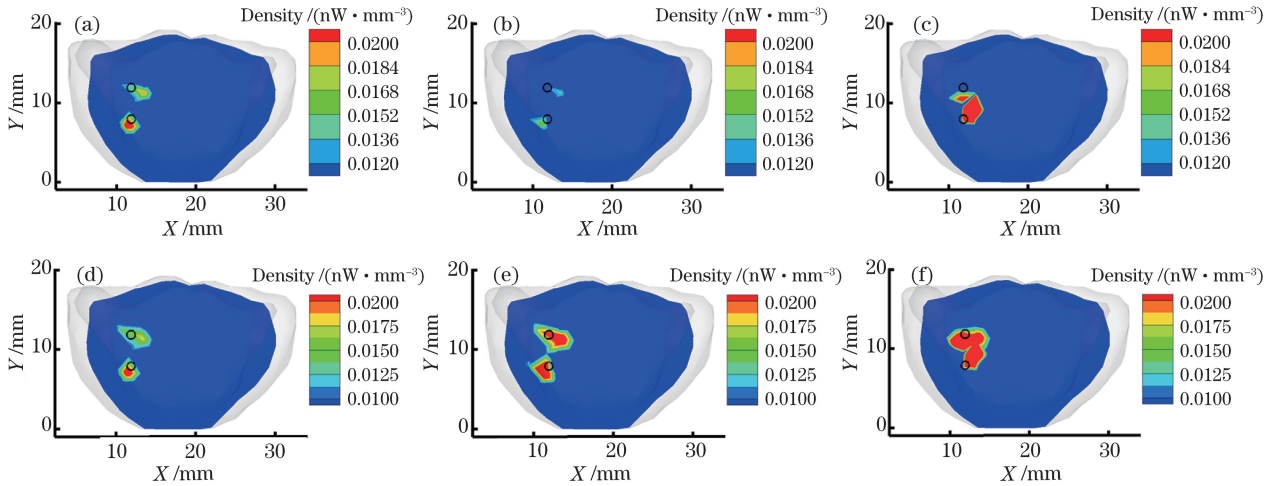 (a) Density /(nW·mm⁻³)
20
10
0
Y /mm
10 20 30
X /mm
0.0200
0.0184
0.0168
0.0152
0.0136
0.0120
(b) Density /(nW·mm⁻³)
20
10
0
Y /mm
10 20 30
X /mm
0.0200
0.0184
0.0168
0.0152
0.0136
0.0120
(c) Density /(nW·mm⁻³)
20
10
0
Y /mm
10 20 30
X /mm
0.0200
0.0184
0.0168
0.0152
0.0136
0.0120
(d) Density /(nW·mm⁻³)
20
10
0
Y /mm
10 20 30
X /mm
0.0200
0.0175
0.0150
0.0125
0.0100
(e) Density /(nW·mm⁻³)
20
10
0
Y /mm
10 20 30
X /mm
0.0200
0.0175
0.0150
0.0125
0.0100
(f) Density /(nW·mm⁻³)
20
10
0
Y /mm
10 20 30
X /mm
0.0200
0.0175
0.0150
0.0125
0.0100